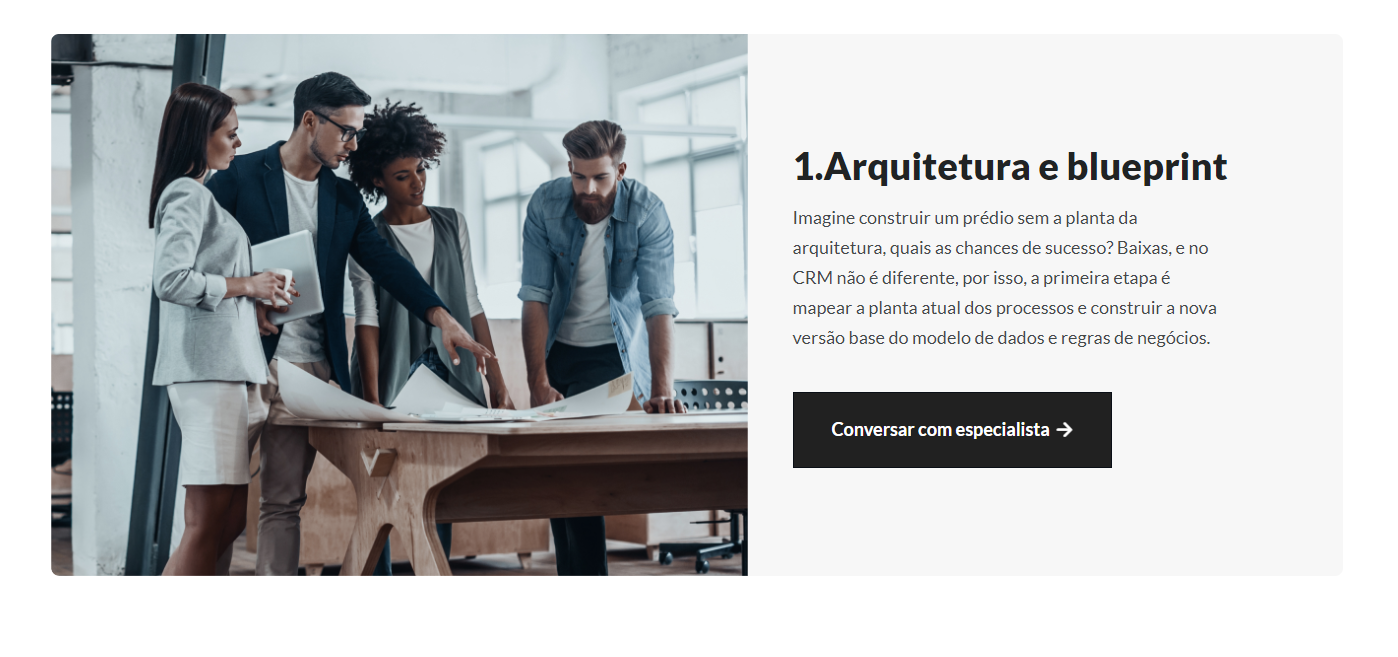 1.Arquitetura e blueprint
Imagine construir um prédio sem a planta da
arquitetura, quais as chances de sucesso? Baixas, e no
CRM não é diferente, por isso, a primeira etapa é
mapear a planta atual dos processos e construir a nova
versão base do modelo de dados e regras de negócios.
Conversar com especialista →